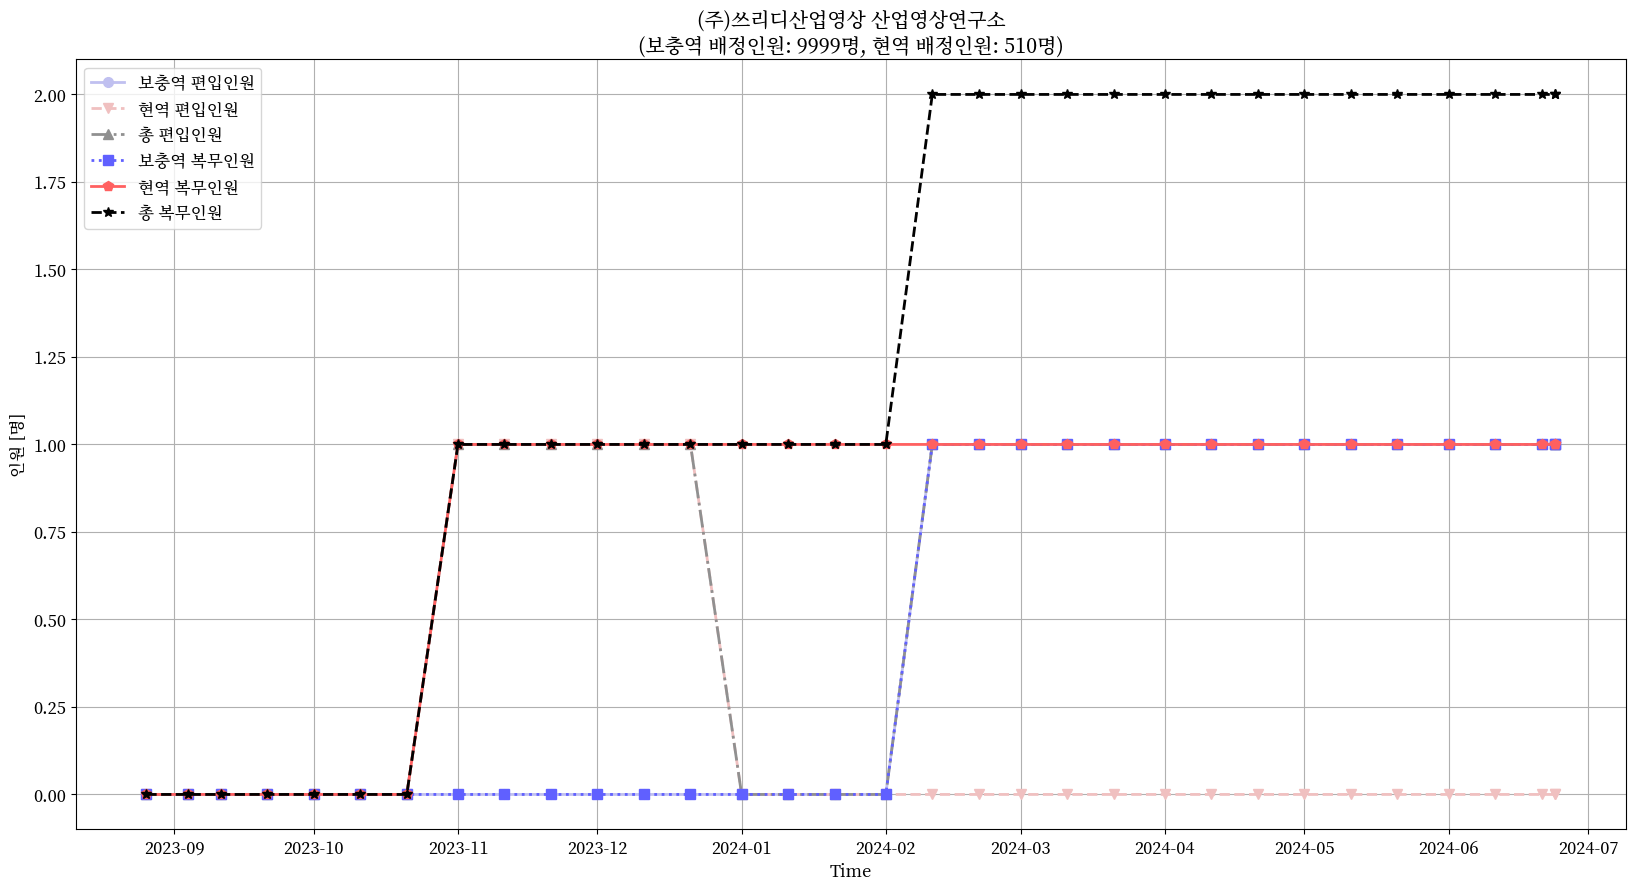 (주)쓰리디산업영상 산업영상연구소
(보충역 배정인원: 9999명, 현역 배정인원: 510명)
보충역 편입인원
현역 편입인원
총 편입인원
보충역 복무인원
현역 복무인원
총 복무인원
2.00
1.75
1.50
1.25
1.00
0.75
0.50
0.25
0.00
인원 [명]
2023-09
2023-10
2023-11
2023-12
2024-01
2024-02
2024-03
2024-04
2024-05
2024-06
2024-07
Time